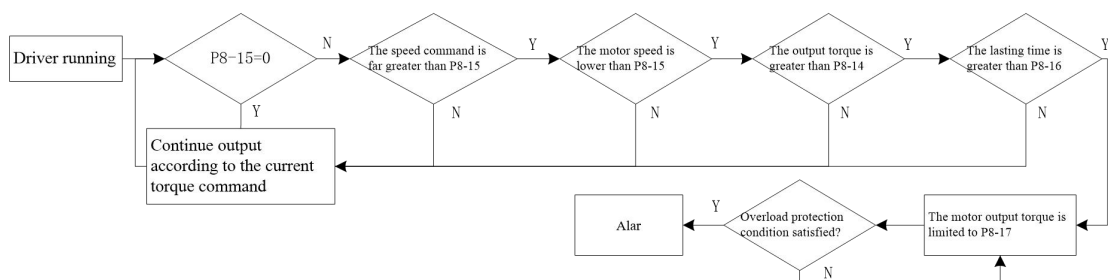 Driver running
P8-15=0
N
Y
The speed command is
far greater than P8-15
Y
N
The motor speed is
lower than P8-15
Y
N
The output torque is
greater than P8-14
Y
N
The lasting time is
greater than P8-16
Y
N
Continue output
according to the current
torque command
Alar
Y
Overload protection
condition satisfied?
N
The motor output torque is
limited to P8-17